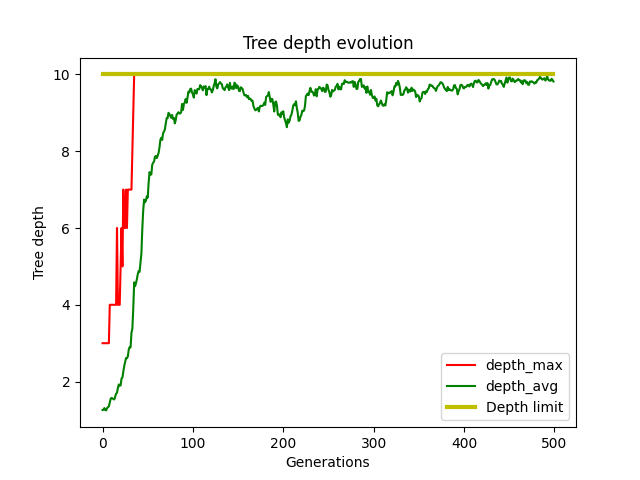 Tree depth evolution
Tree depth
10
8
6
4
2
0
100
200
300
400
500
Generations
depth_max
depth_avg
Depth limit